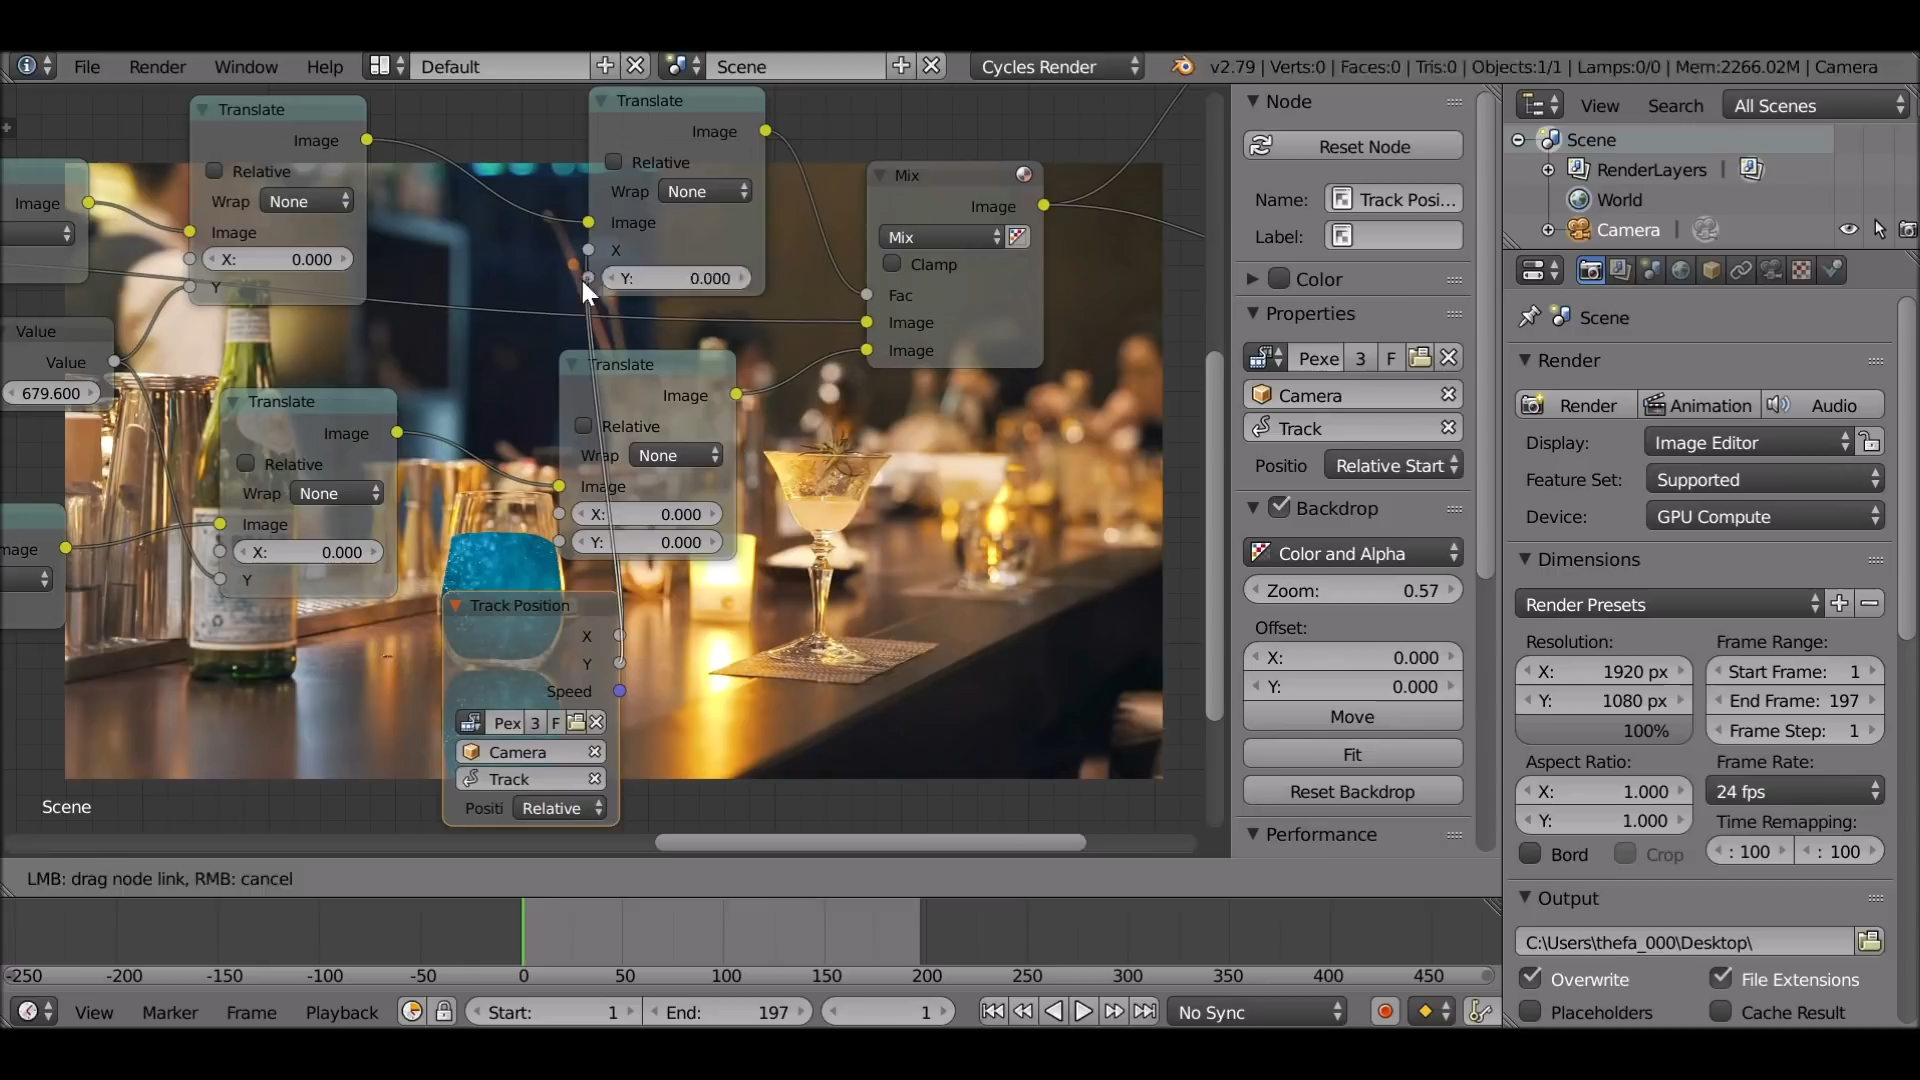 File Render Window Help Default Scene Cycles Render v2.79 | Verts:0 | Faces:0 | Tris:0 | Objects:1/1 | Lamps:0/0 | Mem:2266.02M | Camera
Translate
Image
Relative
Wrap None
Image
X: 0.000
Y
Translate
Image
Relative
Wrap None
Image
X
Y: 0.000
Mix
Image
Mix
Clamp
Fac
Image
Image
Image
Value
Value
679.600
Translate
Image
Relative
Wrap None
Image
X: 0.000
Y
Translate
Image
Relative
Wrap None
Image
X: 0.000
Y: 0.000
mage
Track Position
X
Y
Speed
Pex 3 F
Camera
Track
Positi Relative
Scene
LMB: drag node link, RMB: cancel
Node
Reset Node
Name: Track Posi...
Label:
Color
Properties
Pexe 3 F
Camera
Track
Positio Relative Start
Backdrop
Color and Alpha
Zoom: 0.57
Offset:
X: 0.000
Y: 0.000
Move
Fit
Reset Backdrop
Performance
View Search All Scenes
Scene
RenderLayers |
World
Camera |
Scene
Render
Render Animation Audio
Display: Image Editor
Feature Set: Supported
Device: GPU Compute
Dimensions
Render Presets
Resolution: Frame Range:
X: 1920 px Start Frame: 1
Y: 1080 px End Frame: 197
100% Frame Step: 1
Aspect Ratio: Frame Rate:
X: 1.000 24 fps
Y: 1.000 Time Remapping:
Bord Crop : 100 : 100
Output
C:\Users\thefa_000\Desktop\
Overwrite File Extensions
Placeholders Cache Result
-250 -200 -150 -100 -50 0 50 100 150 200 250 300 350 400 450
View Marker Frame Playback Start: 1 End: 197 1 No Sync